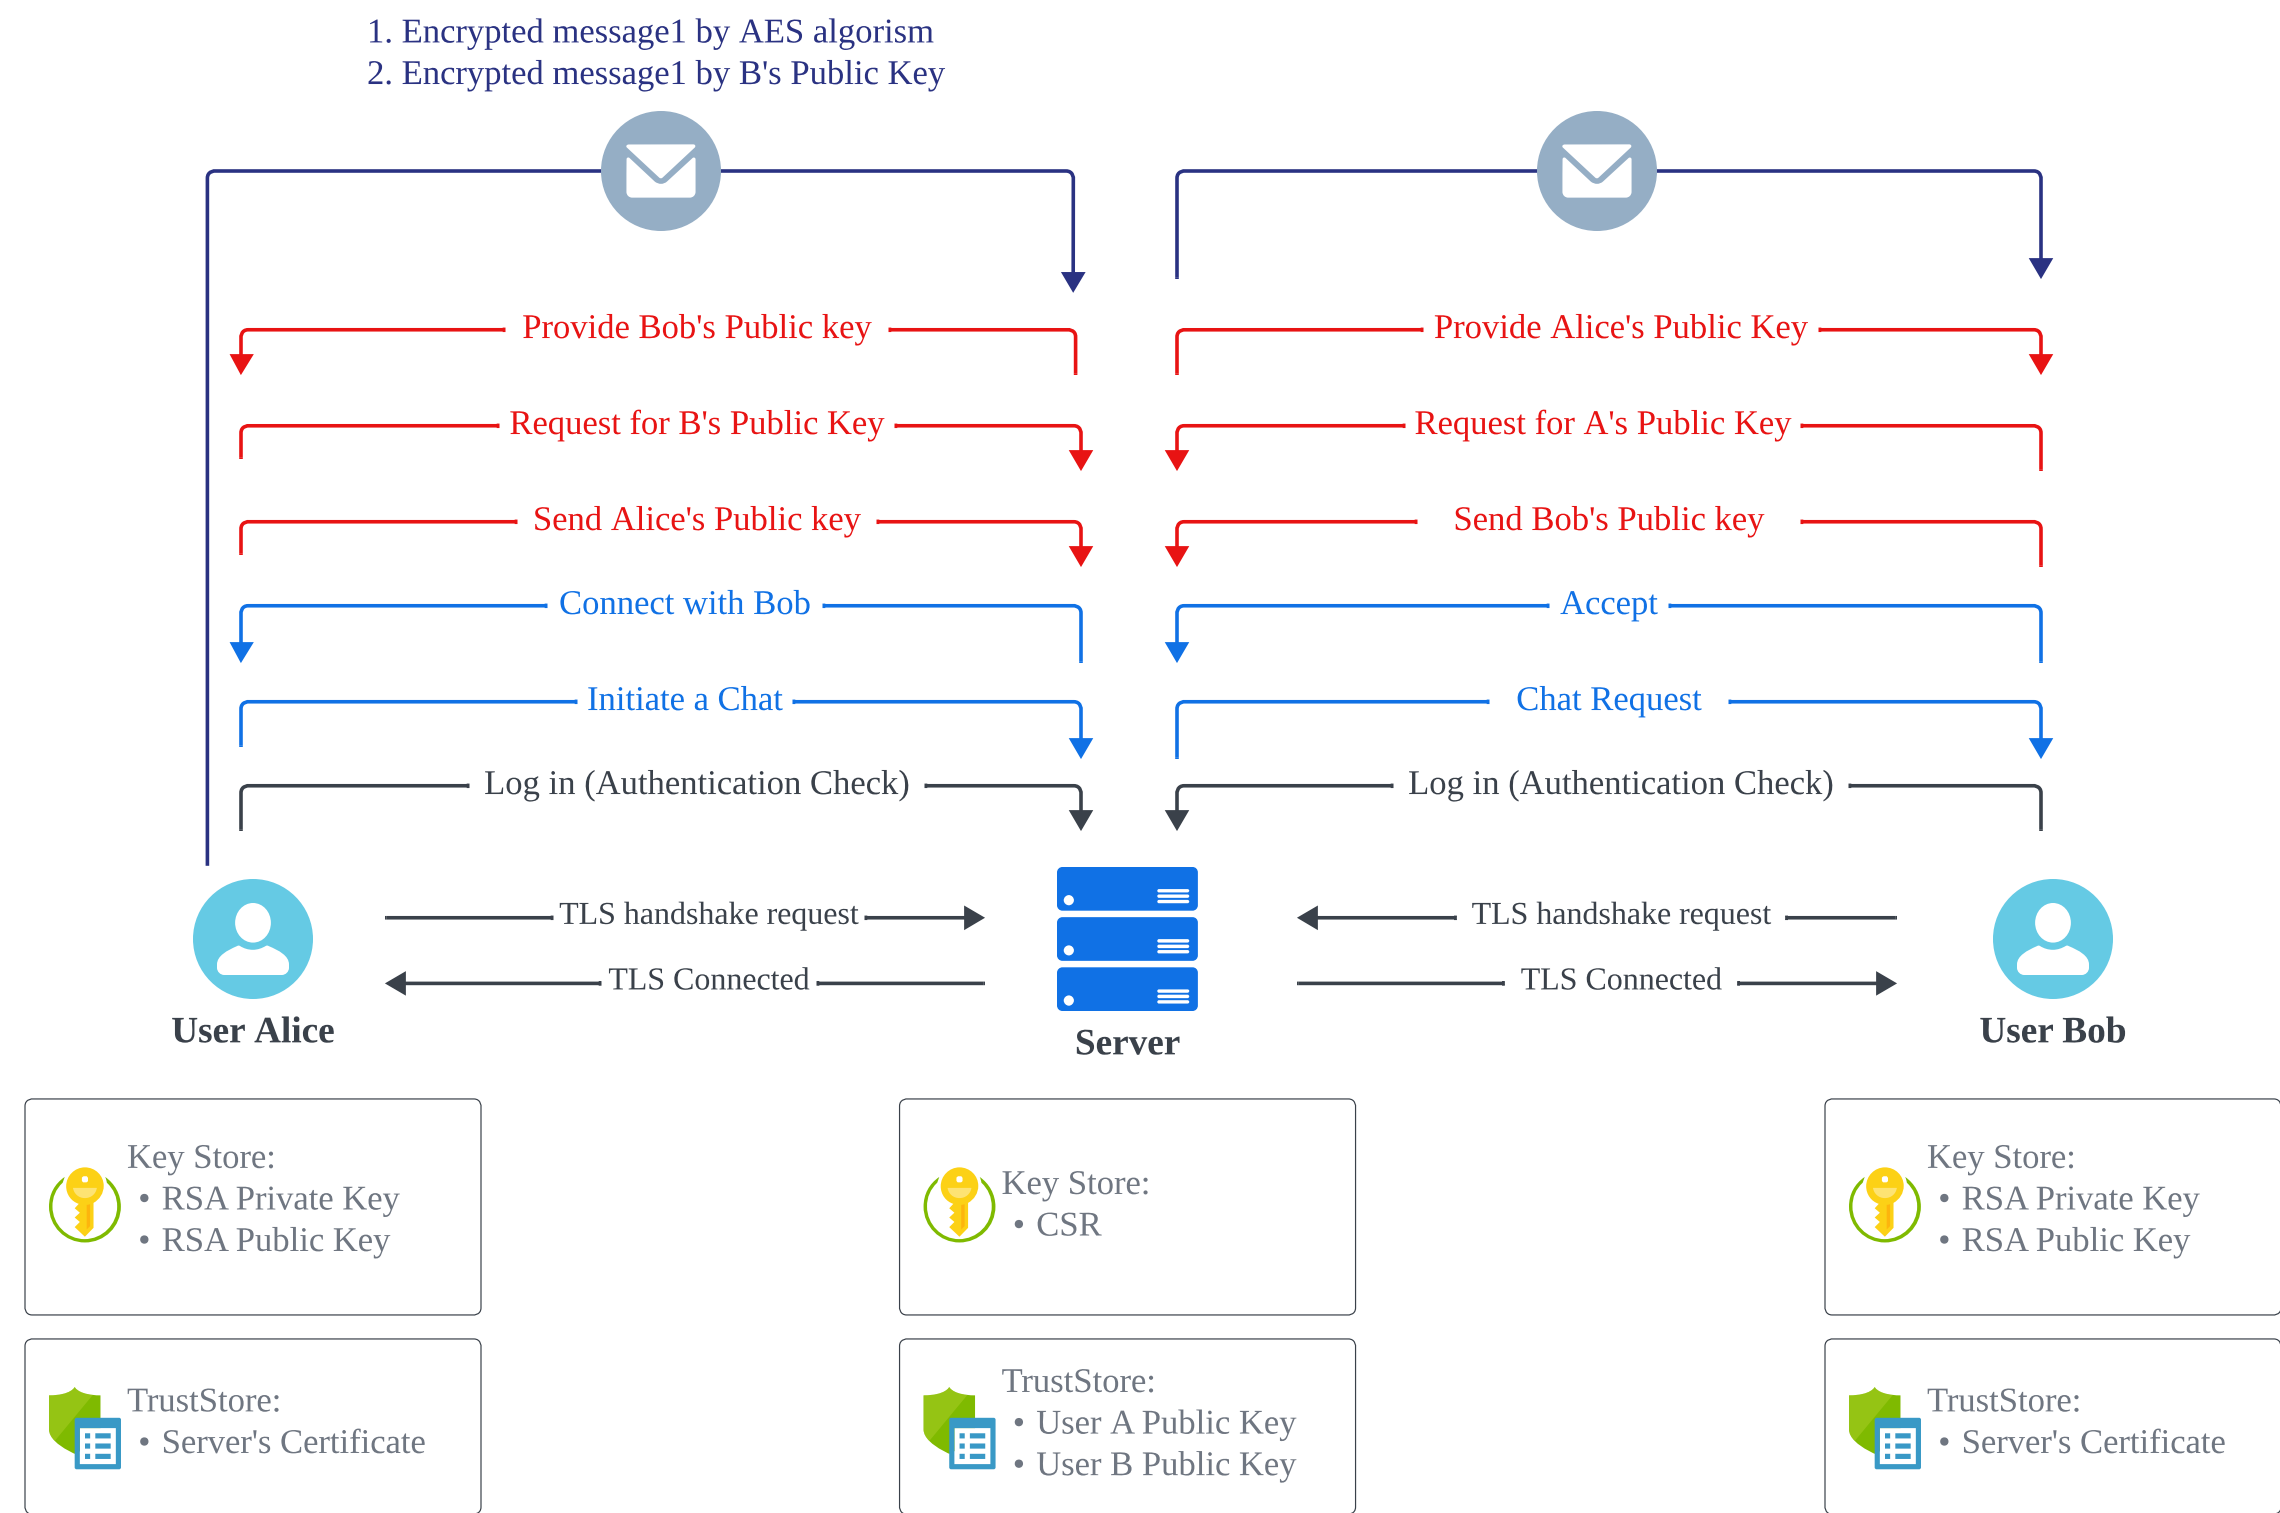 1. Encrypted message1 by AES algorism
2. Encrypted message1 by B's Public Key
Provide Bob's Public key
Provide Alice's Public Key
Request for B's Public Key
Request for A's Public Key
Send Alice's Public key
Send Bob's Public key
Connect with Bob
Accept
Initiate a Chat
Chat Request
Log in (Authentication Check)
Log in (Authentication Check)
TLS handshake request
TLS handshake request
TLS Connected
TLS Connected
User Alice
Server
User Bob
Key Store:
• RSA Private Key
• RSA Public Key
Key Store:
• CSR
Key Store:
• RSA Private Key
• RSA Public Key
TrustStore:
• Server's Certificate
TrustStore:
• User A Public Key
• User B Public Key
TrustStore:
• Server's Certificate